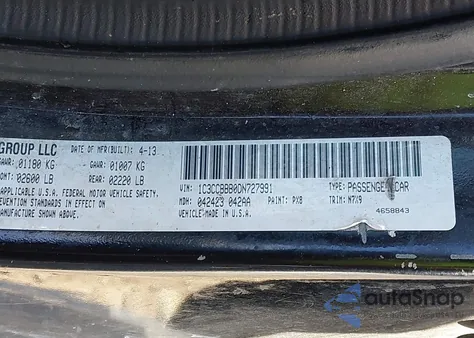 GROUP LLC DATE OF MFR(BUILT): 4-13
GAWR: 01180 KG GAWR: 01007 KG
ONT: 02600 LB REAR: 02220 LB
APPLICABLE U.S.A. FEDERAL MOTOR VEHICLE SAFETY,
PREVENTION STANDARDS IN EFFECT ON
MANUFACTURE SHOWN ABOVE.
VIN: 1C3CCBBB0DN727991 TYPE: PASSENGER CAR
MDH: 042423 042AA PAINT: PX8 TRIM: M7I9
VEHICLE MADE IN U.S.A. 4658843
autoSnap